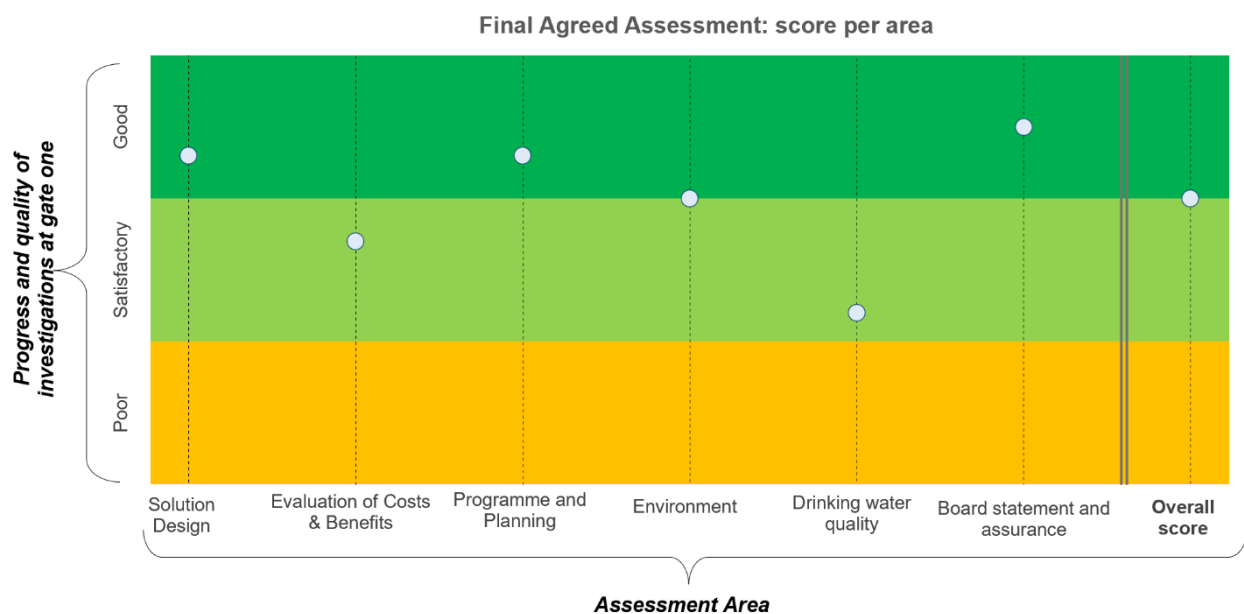 Final Agreed Assessment: score per area
Progress and quality of
investigations at gate one
Good
Satisfactory
Poor
Solution
Design
Evaluation of Costs
& Benefits
Programme and
Planning
Environment
Drinking water
quality
Board statement and
assurance
Overall
score
Assessment Area